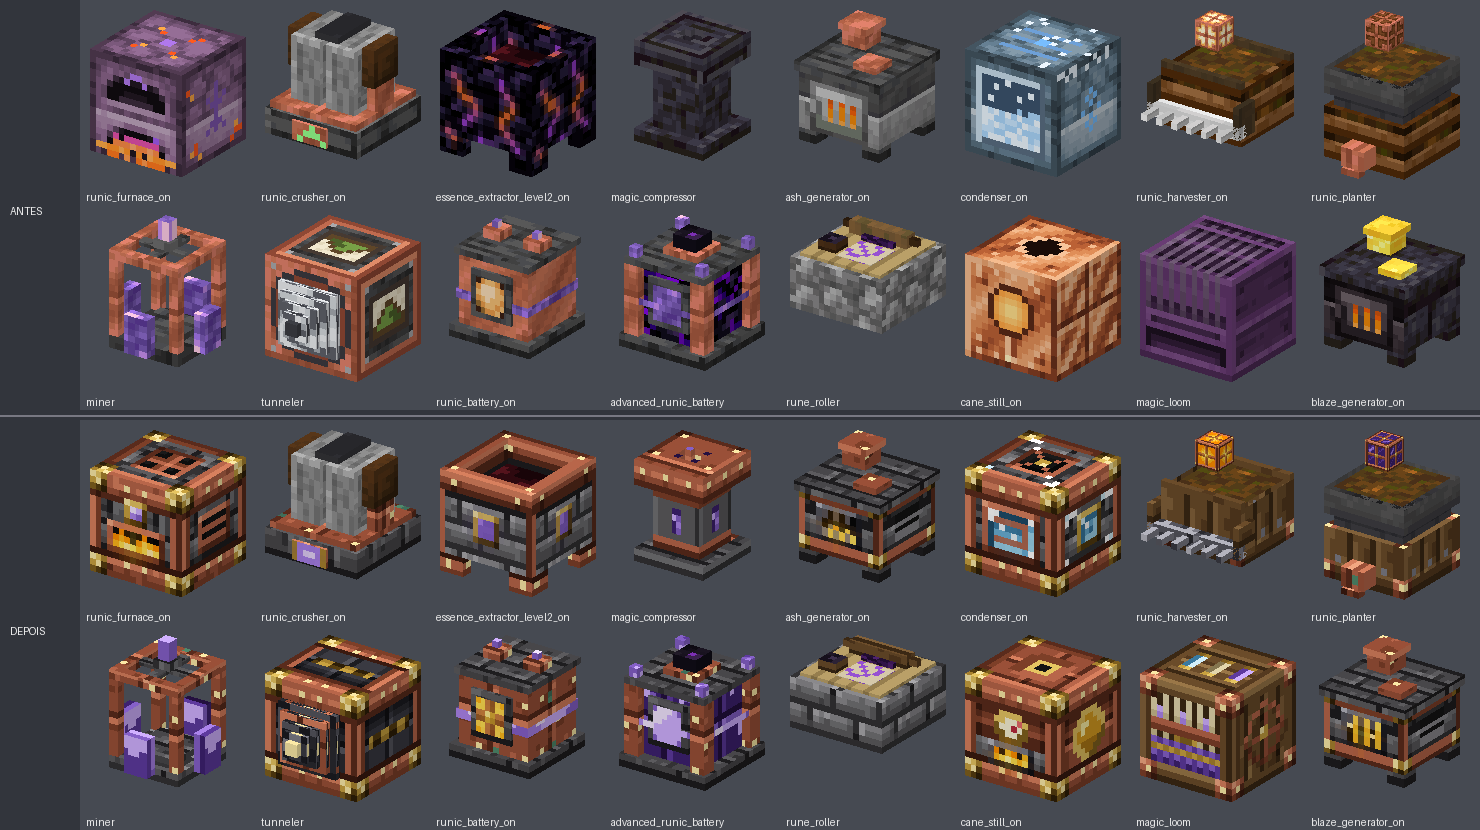 runic_furnace_on runic_crusher_on essence_extractor_level2_on magic_compressor ash_generator_on condenser_on runic_harvester_on runic_planter
ANTES
miner tunneler runic_battery_on advanced_runic_battery rune_roller cane_still_on magic_loom blaze_generator_on
runic_furnace_on runic_crusher_on essence_extractor_level2_on magic_compressor ash_generator_on condenser_on runic_harvester_on runic_planter
DEPOIS
miner tunneler runic_battery_on advanced_runic_battery rune_roller cane_still_on magic_loom blaze_generator_on